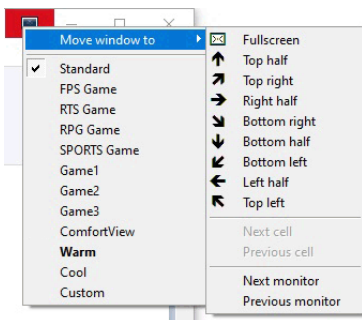 Move window to
Standard
FPS Game
RTS Game
RPG Game
SPORTS Game
Game1
Game2
Game3
ComfortView
Warm
Cool
Custom
Fullscreen
Top half
Top right
Right half
Bottom right
Bottom half
Bottom left
Left half
Top left
Next cell
Previous cell
Next monitor
Previous monitor